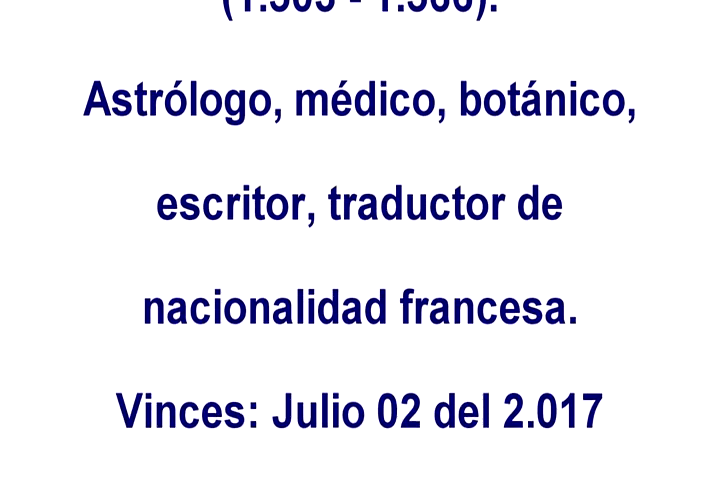 Astrólogo, médico, botánico,
escritor, traductor de
nacionalidad francesa.
Vinces: Julio 02 del 2.017